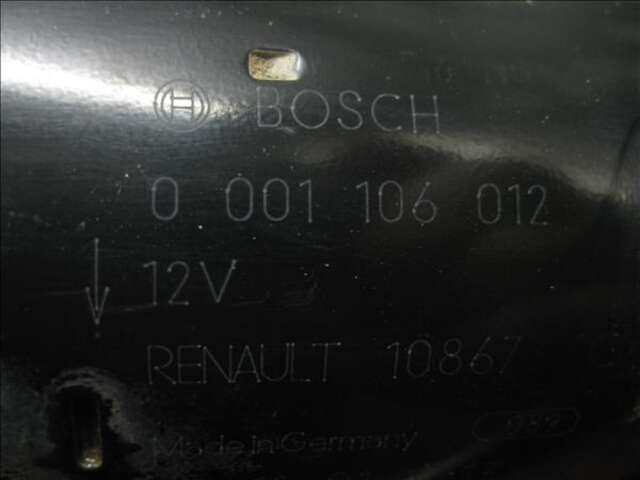 BOSCH
0 001 106 012
12V
RENAULT 10867
Made in Germany